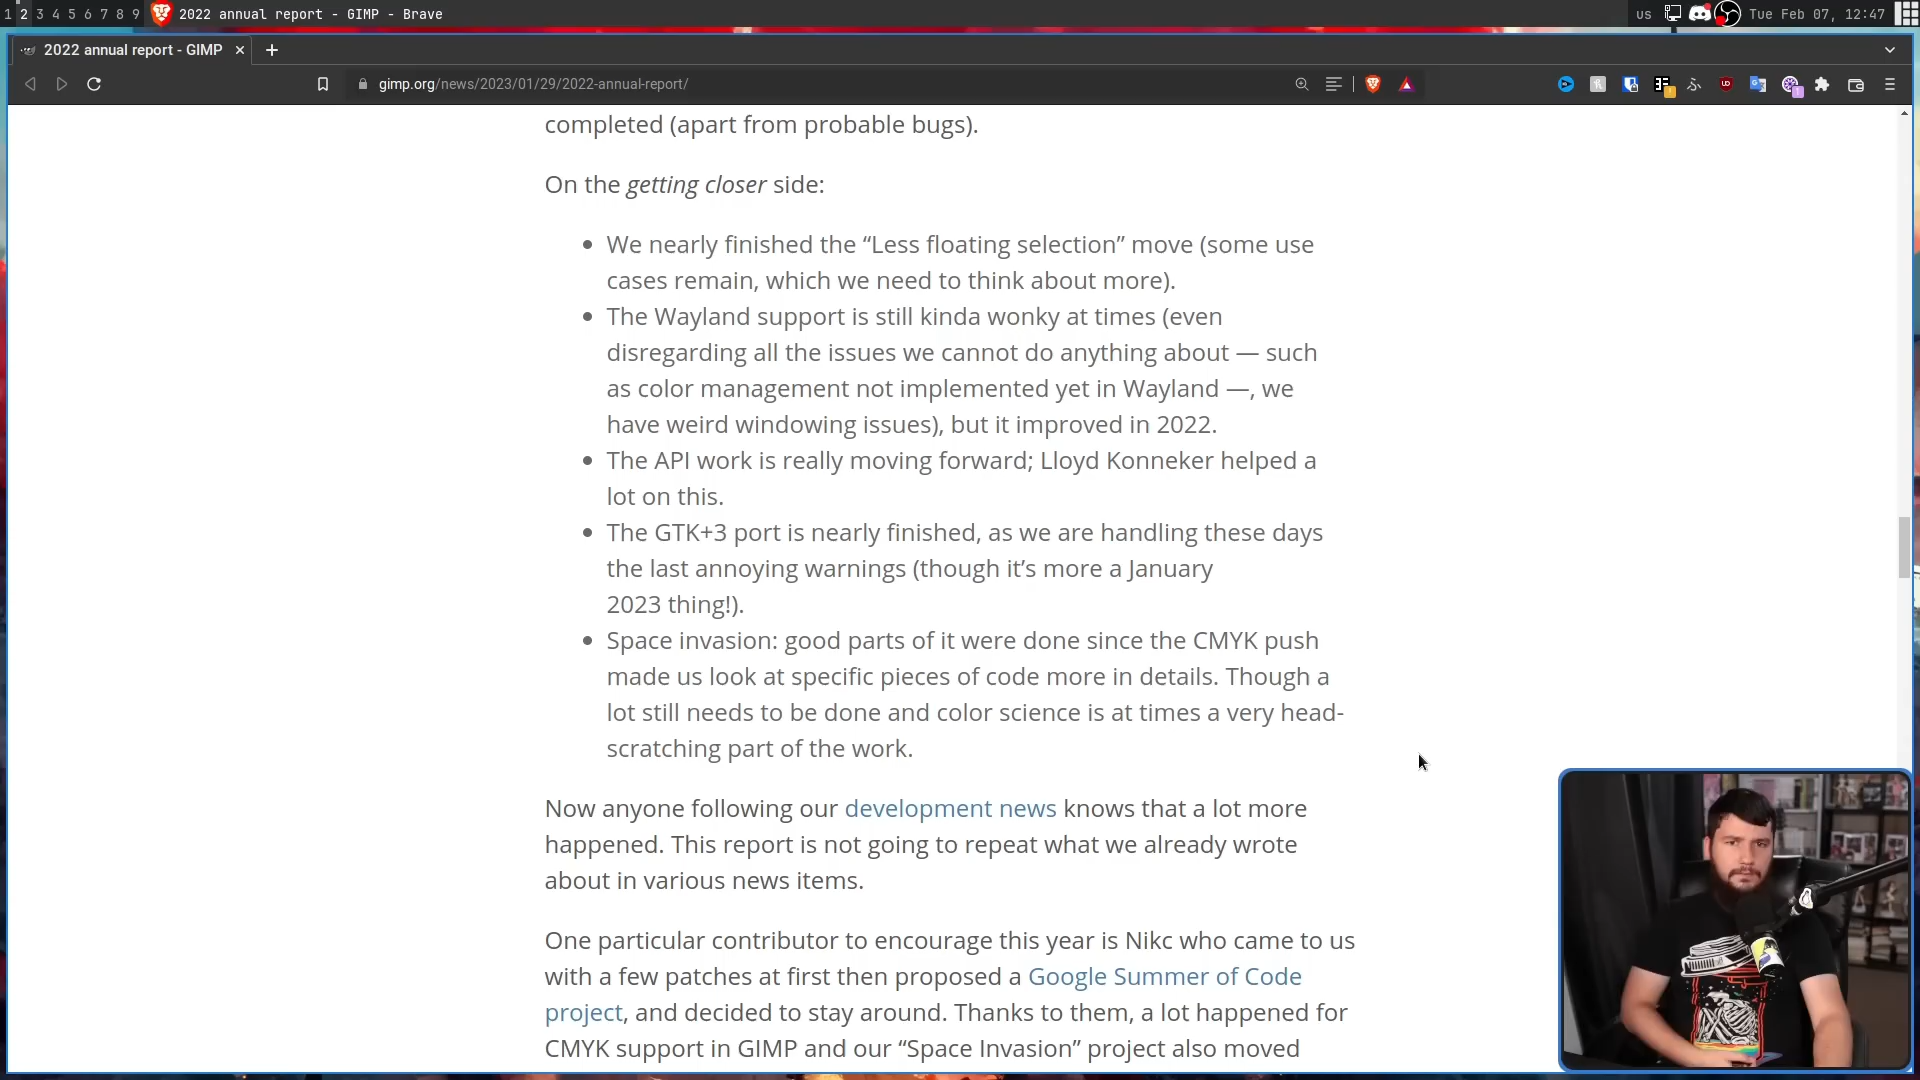 1 2 3 4 5 6 7 8 9 2022 annual report - GIMP - Brave us Tue Feb 07, 12:47
2022 annual report - GIMP
gimp.org/news/2023/01/29/2022-annual-report/
completed (apart from probable bugs).
On the getting closer side:
We nearly finished the “Less floating selection” move (some use
cases remain, which we need to think about more).
The Wayland support is still kinda wonky at times (even
disregarding all the issues we cannot do anything about — such
as color management not implemented yet in Wayland —, we
have weird windowing issues), but it improved in 2022.
The API work is really moving forward; Lloyd Konneker helped a
lot on this.
The GTK+3 port is nearly finished, as we are handling these days
the last annoying warnings (though it’s more a January
2023 thing!).
Space invasion: good parts of it were done since the CMYK push
made us look at specific pieces of code more in details. Though a
lot still needs to be done and color science is at times a very head-
scratching part of the work.
Now anyone following our development news knows that a lot more
happened. This report is not going to repeat what we already wrote
about in various news items.
One particular contributor to encourage this year is Nikc who came to us
with a few patches at first then proposed a Google Summer of Code
project, and decided to stay around. Thanks to them, a lot happened for
CMYK support in GIMP and our “Space Invasion” project also moved